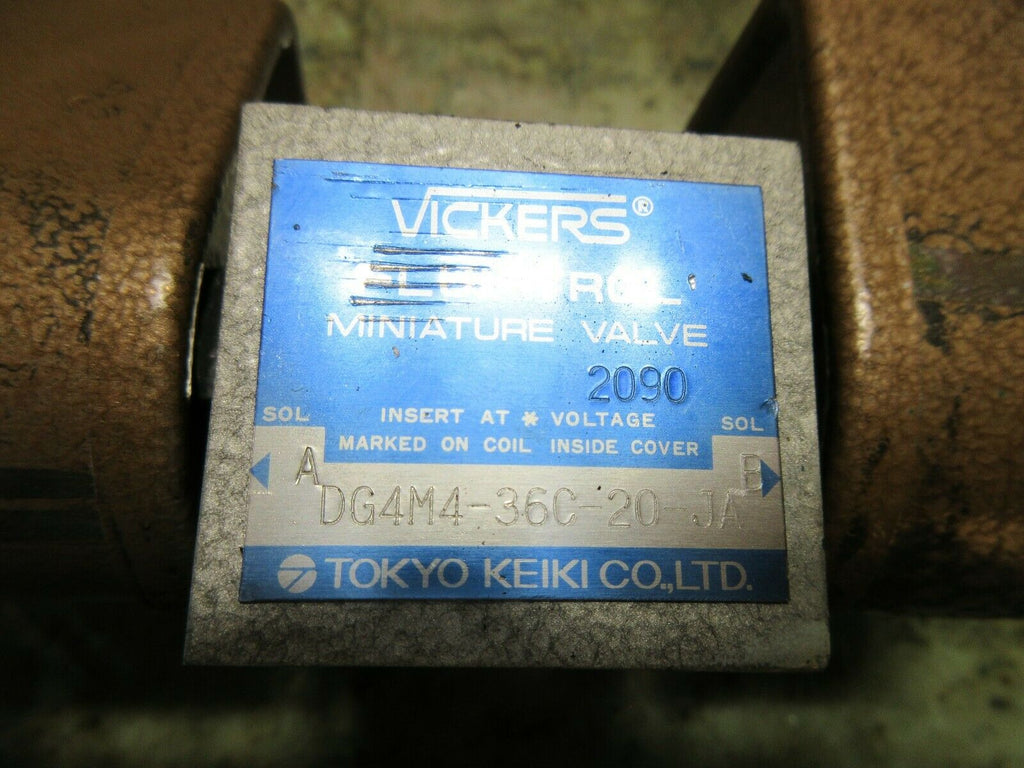 VICKERS®
MINIATURE VALVE
2090
SOL INSERT AT * VOLTAGE SOL
MARKED ON COIL INSIDE COVER
A B
DG4M4-36C-20-JA
TOKYO KEIKI CO.,LTD.